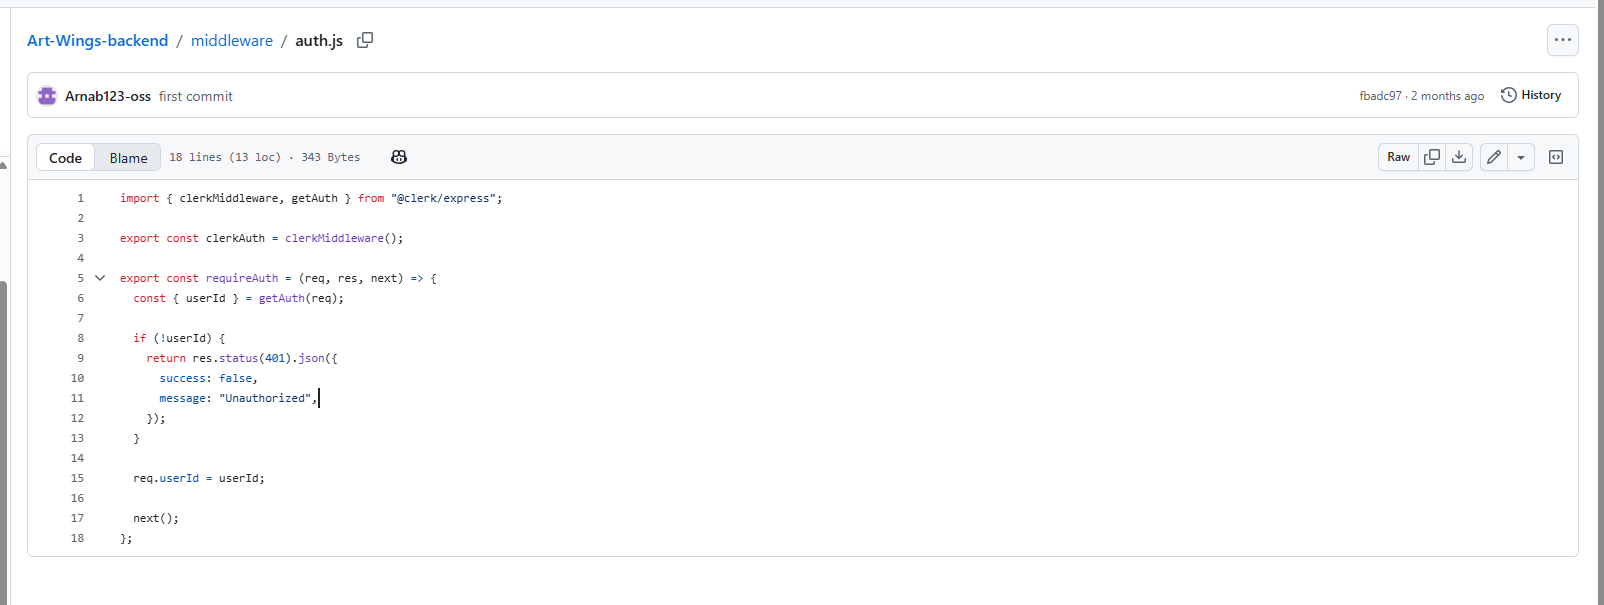 Art-Wings-backend / middleware / auth.js
Arnab123-oss first commit fbadc97 · 2 months ago History
Code Blame 18 lines (13 loc) · 343 Bytes Raw
1 import { clerkMiddleware, getAuth } from "@clerk/express";
2
3 export const clerkAuth = clerkMiddleware();
4
5 export const requireAuth = (req, res, next) => {
6   const { userId } = getAuth(req);
7
8   if (!userId) {
9     return res.status(401).json({
10       success: false,
11       message: "Unauthorized",
12     });
13   }
14
15   req.userId = userId;
16
17   next();
18 };